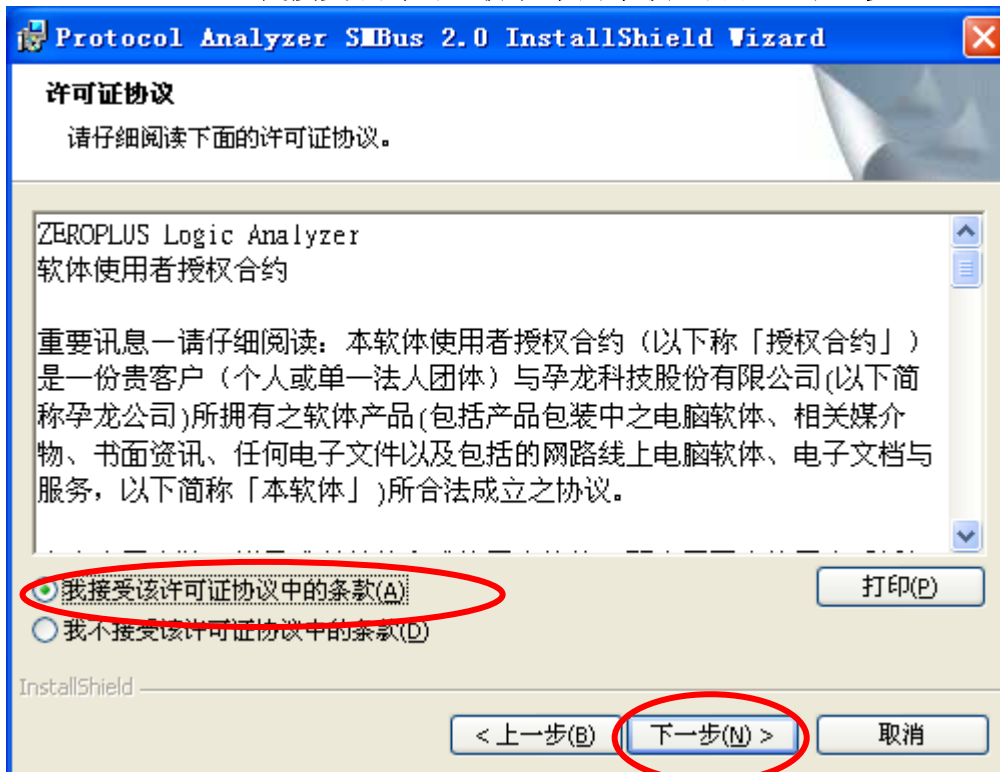 Protocol Analyzer SMBus 2.0 InstallShield Wizard
许可证协议
请仔细阅读下面的许可证协议。
ZEROPLUS Logic Analyzer
软体使用者授权合约
重要讯息－请仔细阅读：本软体使用者授权合约（以下称「授权合约」）
是一份贵客户（个人或单一法人团体）与孕龙科技股份有限公司(以下简
称孕龙公司)所拥有之软体产品(包括产品包装中之电脑软体、相关媒介
物、书面资讯、任何电子文件以及包括的网路线上电脑软体、电子文档与
服务，以下简称「本软体」)所合法成立之协议。
我接受该许可证协议中的条款(A)
打印(P)
我不接受该许可证协议中的条款(D)
InstallShield
< 上一步(B)
下一步(N) >
取消